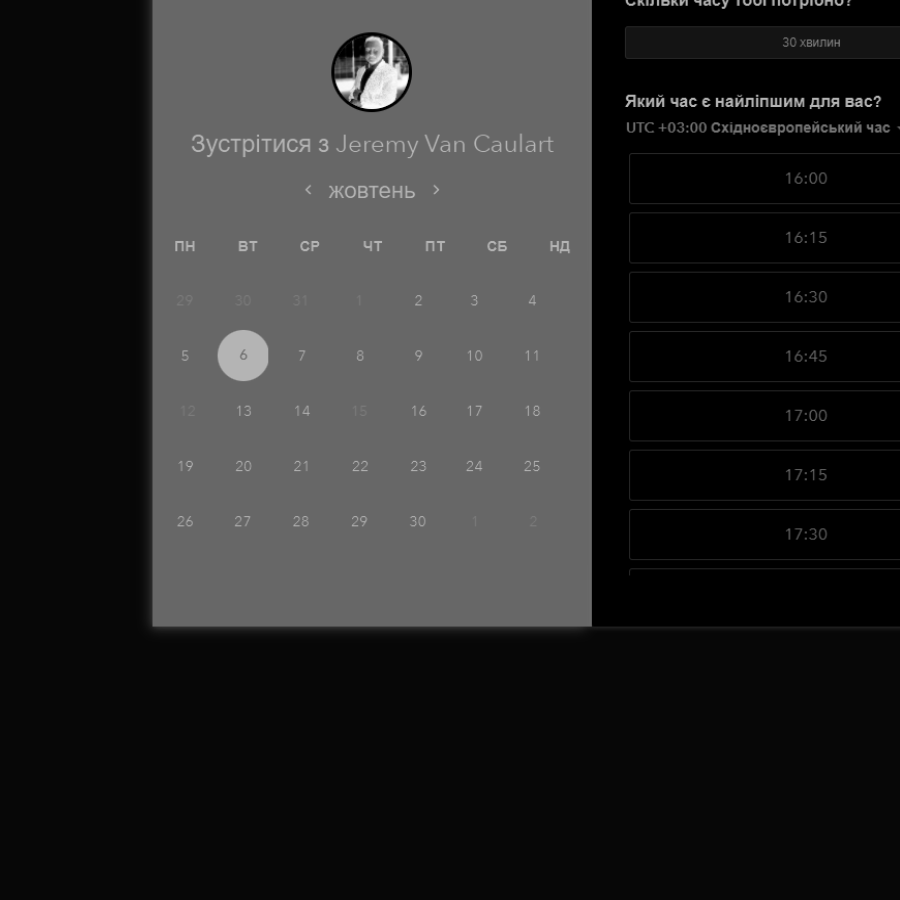 Зустрітися з Jeremy Van Caulart
‹ жовтень ›
ПН ВТ СР ЧТ ПТ СБ НД
29 30 31 1 2 3 4
5 6 7 8 9 10 11
12 13 14 15 16 17 18
19 20 21 22 23 24 25
26 27 28 29 30 1 2
Скільки часу тобі потрібно?
30 хвилин
Який час є найліпшим для вас?
UTC +03:00 Східноєвропейський час
16:00
16:15
16:30
16:45
17:00
17:15
17:30